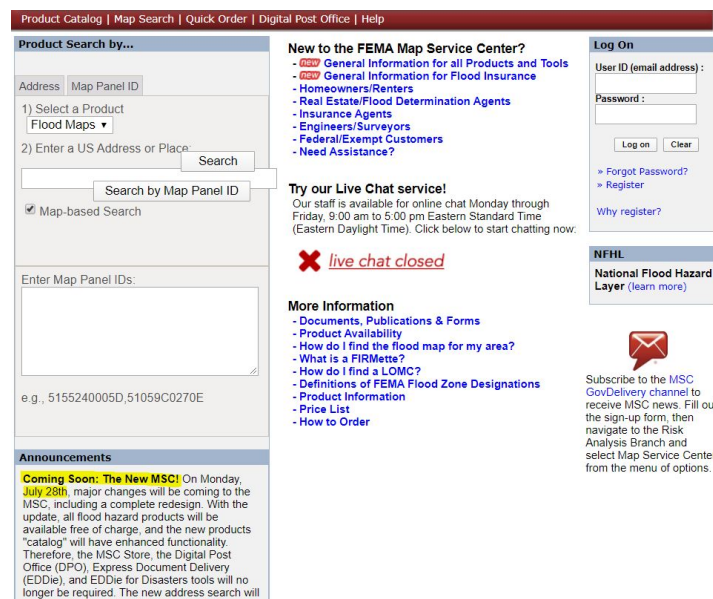 Product Catalog | Map Search | Quick Order | Digital Post Office | Help
Product Search by...
Address Map Panel ID
1) Select a Product
Flood Maps
2) Enter a US Address or Place:
Search
Search by Map Panel ID
Map-based Search
Enter Map Panel IDs:
e.g., 5155240005D,51059C0270E
Announcements
Coming Soon: The New MSC! On Monday,
July 28th, major changes will be coming to the
MSC, including a complete redesign. With the
update, all flood hazard products will be
available free of charge, and the new products
"catalog" will have enhanced functionality.
Therefore, the MSC Store, the Digital Post
Office (DPO), Express Document Delivery
(EDDie), and EDDie for Disasters tools will no
longer be required. The new address search will
New to the FEMA Map Service Center?
- new General Information for all Products and Tools
- new General Information for Flood Insurance
- Homeowners/Renters
- Real Estate/Flood Determination Agents
- Insurance Agents
- Engineers/Surveyors
- Federal/Exempt Customers
- Need Assistance?
Try our Live Chat service!
Our staff is available for online chat Monday through
Friday, 9:00 am to 5:00 pm Eastern Standard Time
(Eastern Daylight Time). Click below to start chatting now:
live chat closed
More Information
- Documents, Publications & Forms
- Product Availability
- How do I find the flood map for my area?
- What is a FIRMette?
- How do I find a LOMC?
- Definitions of FEMA Flood Zone Designations
- Product Information
- Price List
- How to Order
Log On
User ID (email address) :
Password :
Log on Clear
» Forgot Password?
» Register
Why register?
NFHL
National Flood Hazard
Layer (learn more)
Subscribe to the MSC
GovDelivery channel to
receive MSC news. Fill ou
the sign-up form, then
navigate to the Risk
Analysis Branch and
select Map Service Cente
from the menu of options.